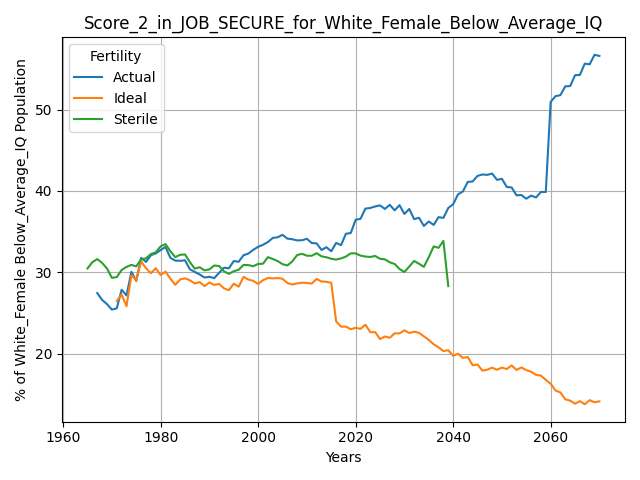 Score_2_in_JOB_SECURE_for_White_Female_Below_Average_IQ
Fertility
Actual
Ideal
Sterile
% of White_Female Below_Average_IQ Population
50
40
30
20
1960 1980 2000 2020 2040 2060
Years